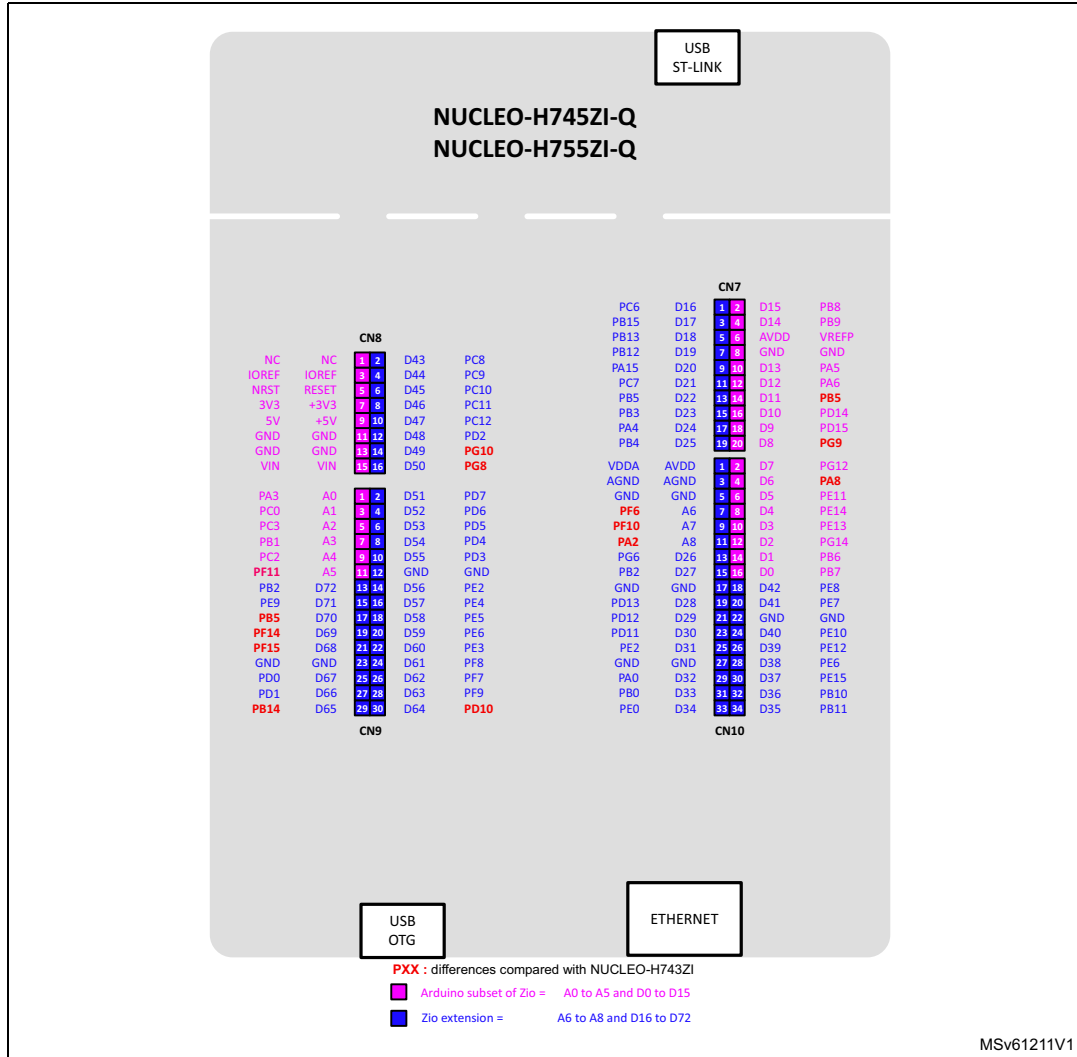 USB
ST-LINK
NUCLEO-H745ZI-Q
NUCLEO-H755ZI-Q
CN7
PC6 D16 1 2 D15 PB8
PB15 D17 3 4 D14 PB9
PB13 D18 5 6 AVDD VREFP
PB12 D19 7 8 GND GND
PA15 D20 9 10 D13 PA5
PC7 D21 11 12 D12 PA6
PB5 D22 13 14 D11 PB5
PB3 D23 15 16 D10 PD14
PA4 D24 17 18 D9 PD15
PB4 D25 19 20 D8 PG9
CN8
NC NC 1 2 D43 PC8
IOREF IOREF 3 4 D44 PC9
NRST RESET 5 6 D45 PC10
3V3 +3V3 7 8 D46 PC11
5V +5V 9 10 D47 PC12
GND GND 11 12 D48 PD2
GND GND 13 14 D49 PG10
VIN VIN 15 16 D50 PG8
PA3 A0 1 2 D51 PD7
PC0 A1 3 4 D52 PD6
PC3 A2 5 6 D53 PD5
PB1 A3 7 8 D54 PD4
PC2 A4 9 10 D55 PD3
PF11 A5 11 12 GND GND
PB2 D72 13 14 D56 PE2
PE9 D71 15 16 D57 PE4
PB5 D70 17 18 D58 PE5
PF14 D69 19 20 D59 PE6
PF15 D68 21 22 D60 PE3
GND GND 23 24 D61 PF8
PD0 D67 25 26 D62 PF7
PD1 D66 27 28 D63 PF9
PB14 D65 29 30 D64 PD10
CN9
VDDA AVDD 1 2 D7 PG12
AGND AGND 3 4 D6 PA8
GND GND 5 6 D5 PE11
PF6 A6 7 8 D4 PE14
PF10 A7 9 10 D3 PE13
PA2 A8 11 12 D2 PG14
PG6 D26 13 14 D1 PB6
PB2 D27 15 16 D0 PB7
GND GND 17 18 D42 PE8
PD13 D28 19 20 D41 PE7
PD12 D29 21 22 GND GND
PD11 D30 23 24 D40 PE10
PE2 D31 25 26 D39 PE12
GND GND 27 28 D38 PE6
PA0 D32 29 30 D37 PE15
PB0 D33 31 32 D36 PB10
PE0 D34 33 34 D35 PB11
CN10
USB
OTG
ETHERNET
PXX : differences compared with NUCLEO-H743ZI
Arduino subset of Zio = A0 to A5 and D0 to D15
Zio extension = A6 to A8 and D16 to D72
MSv61211V1